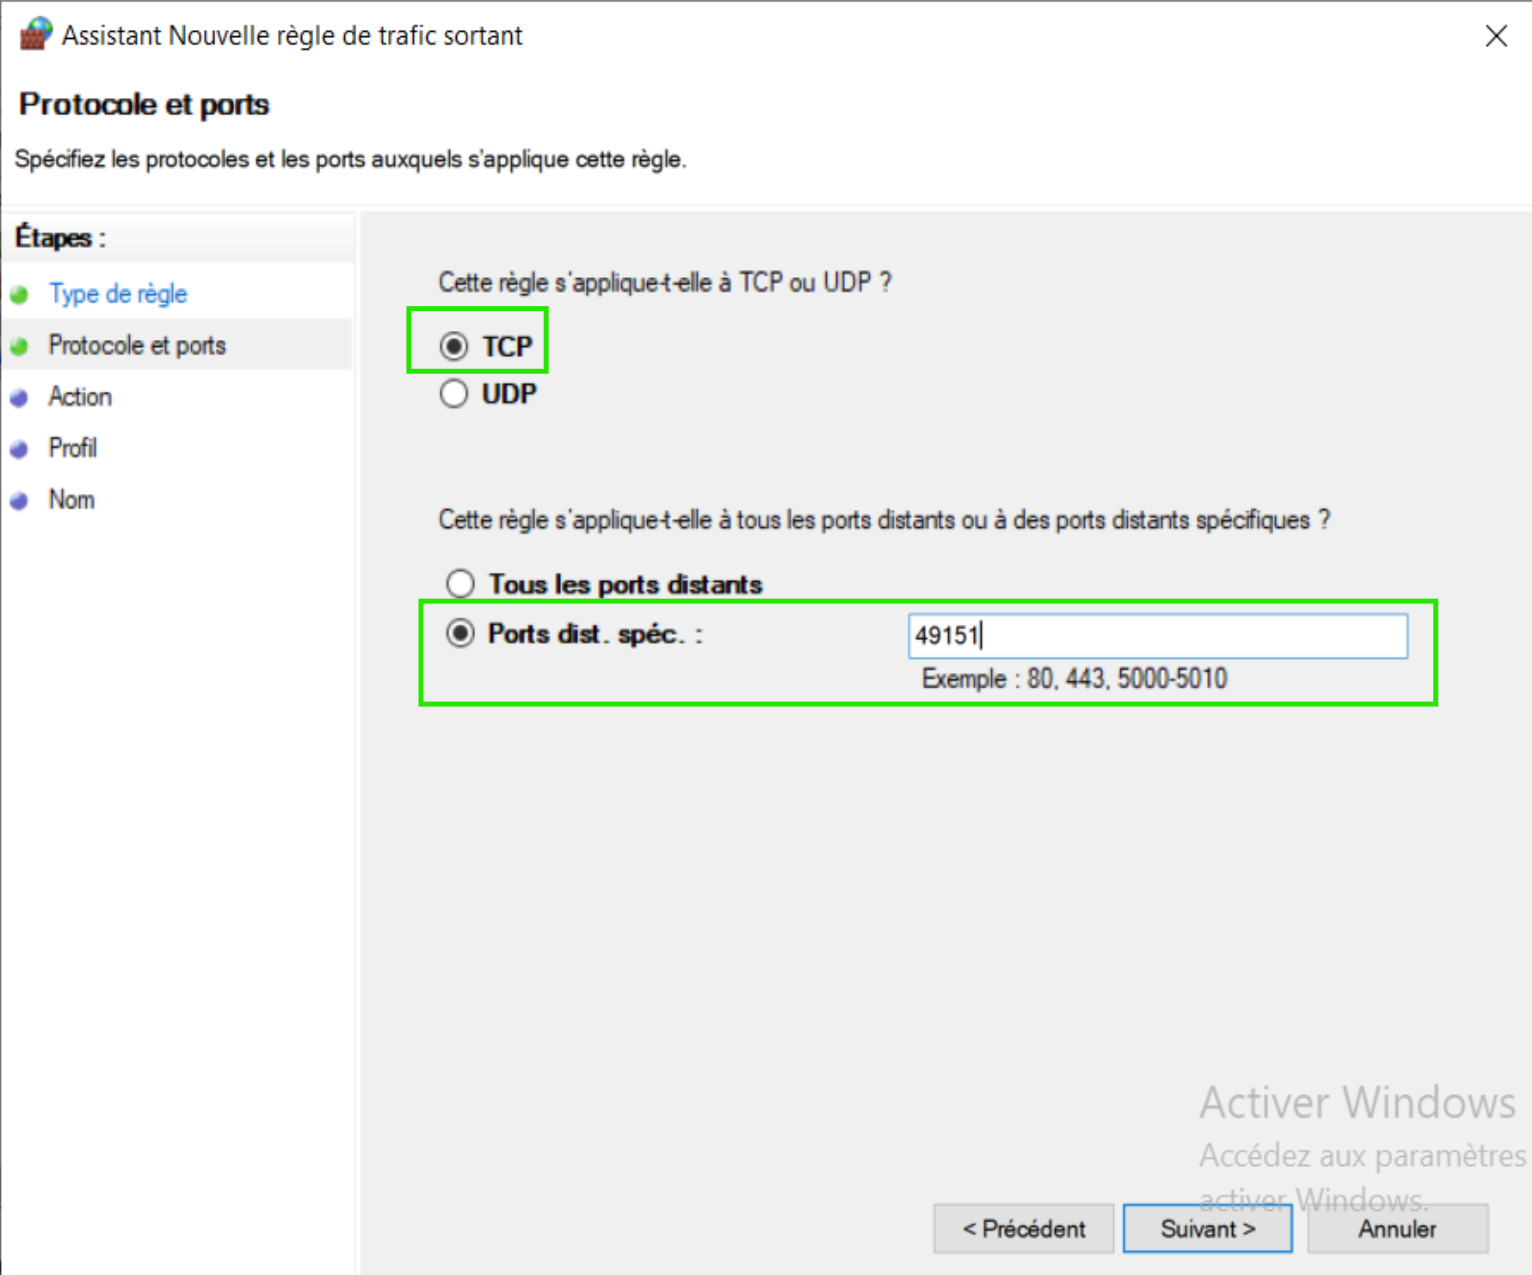 Assistant Nouvelle règle de trafic sortant
Protocole et ports
Spécifiez les protocoles et les ports auxquels s'applique cette règle.
Étapes :
Type de règle
Protocole et ports
Action
Profil
Nom
Cette règle s'applique-t-elle à TCP ou UDP ?
TCP
UDP
Cette règle s'applique-t-elle à tous les ports distants ou à des ports distants spécifiques ?
Tous les ports distants
Ports dist. spéc. :
49151
Exemple : 80, 443, 5000-5010
Activer Windows
Accédez aux paramètres
activer Windows.
< Précédent
Suivant >
Annuler